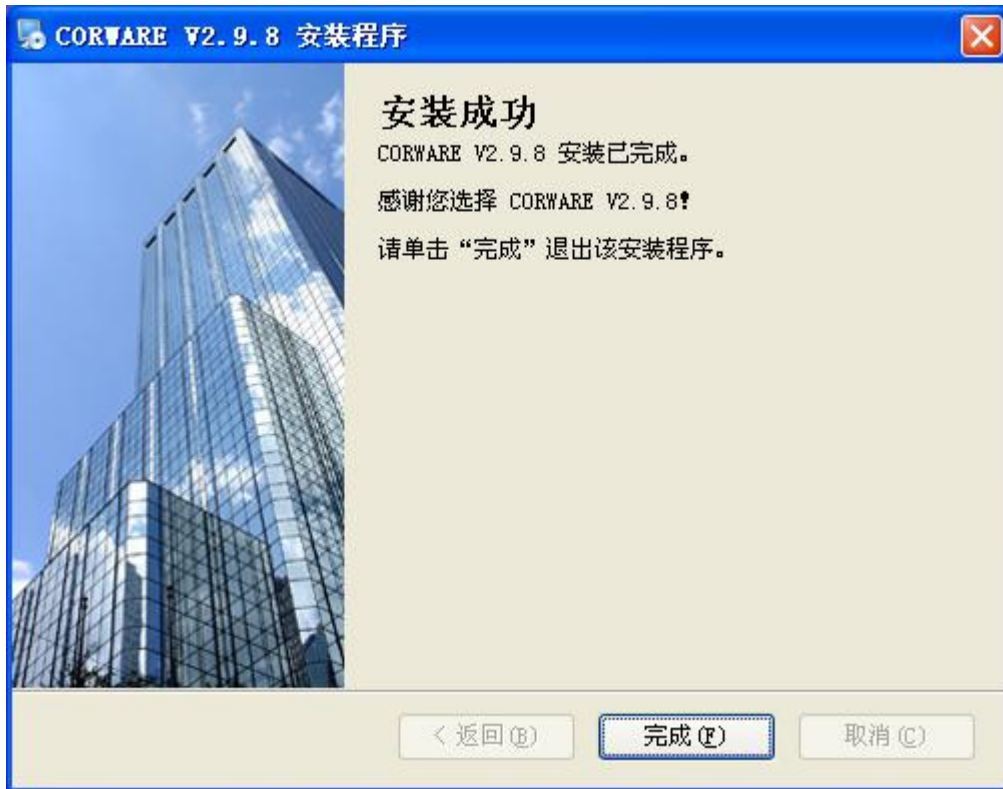 CORWARE V2.9.8 安装程序
安装成功
CORWARE V2.9.8 安装已完成。
感谢您选择 CORWARE V2.9.8!
请单击“完成”退出该安装程序。
< 返回(B)
完成(F)
取消(C)